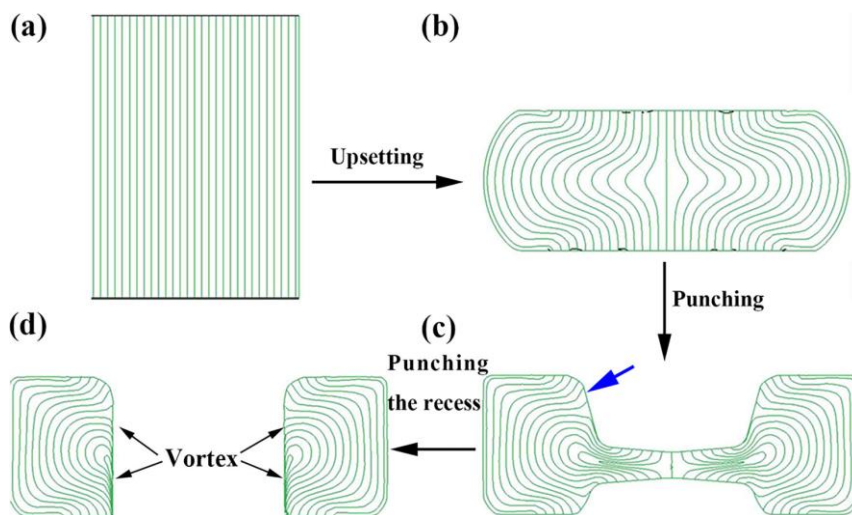 (a)
(b)
Upsetting
Punching
(d)
(c)
Punching
the recess
Vortex